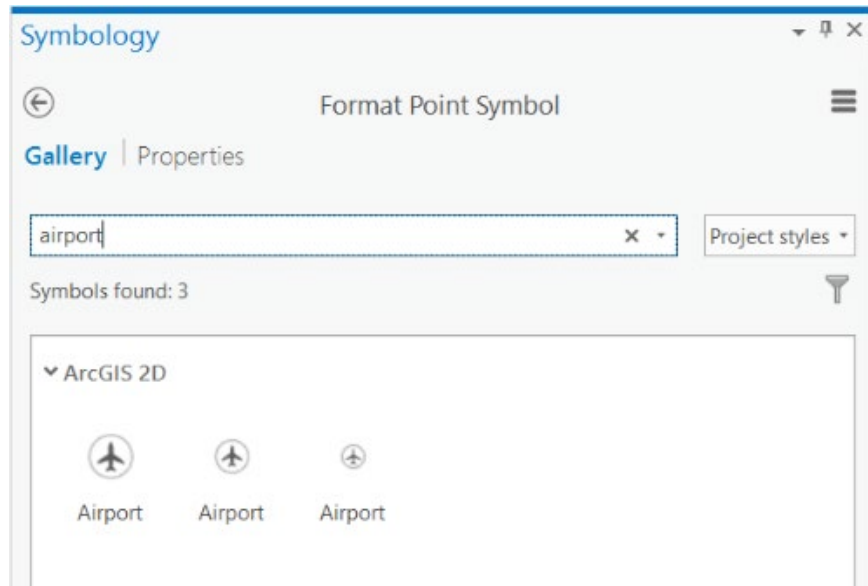 Symbology
Format Point Symbol
Gallery | Properties
airport
Project styles
Symbols found: 3
ArcGIS 2D
Airport Airport Airport